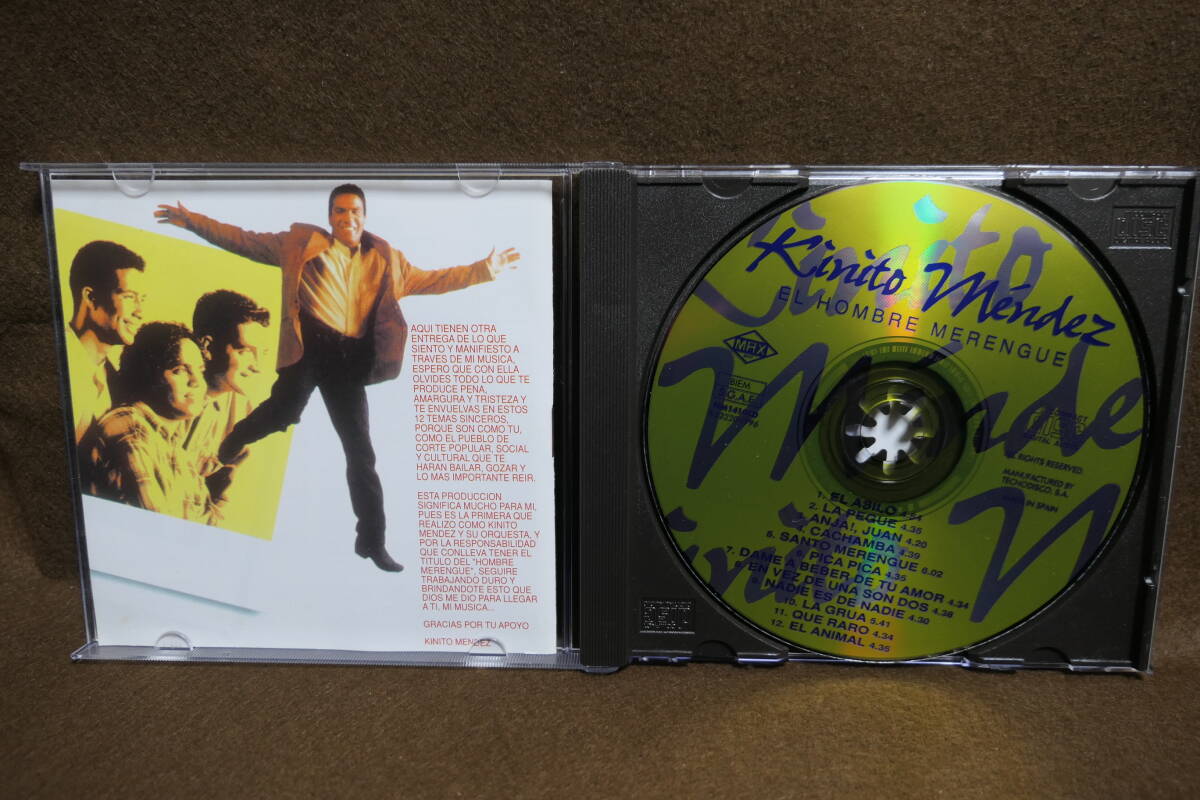 AQUI TIENEN OTRA
ENTREGA DE LO QUE
SIENTO Y MANIFIESTO A
TRAVES DE MI MUSICA,
ESPERO QUE CON ELLA
OLVIDES TODO LO QUE TE
PRODUCE PENA,
AMARGURA Y TRISTEZA Y
TE ENVUELVAS EN ESTOS
12 TEMAS SINCEROS,
PORQUE SON COMO TU,
COMO EL PUEBLO DE
CORTE POPULAR, SOCIAL
Y CULTURAL QUE TE
HARAN BAILAR, GOZAR Y
LO MAS IMPORTANTE REIR.
ESTA PRODUCCION
SIGNIFICA MUCHO PARA MI,
PUES ES LA PRIMERA QUE
REALIZO COMO KINITO
MENDEZ Y SU ORQUESTA, Y
POR LA RESPONSABILIDAD
QUE CONLLEVA TENER EL
TITULO DEL "HOMBRE
MERENGUE", SEGUIRE
TRABAJANDO DURO Y
BRINDANDOTE ESTO QUE
DIOS ME DIO PARA LLEGAR
A TI, MI MUSICA...
GRACIAS POR TU APOYO
KINITO MENDEZ
Kinito Méndez
EL HOMBRE MERENGUE
BIEM
S.G.A.E.
DIGITAL
ALL RIGHTS RESERVED.
MANUFACTURED BY
TECHODISCO, S.A.
IN SPAIN
1. EL ASILO
2. LA PEGUE 4.35
ANJA!, JUAN 4.20
4. CACHAMBA 4.39
5. SANTO MERENGUE 6.02
6. PICA PICA 4.35
7. DAME A BEBER DE TU AMOR 4.34
EN VEZ DE UNA SON DOS 4.38
NADIE ES DE NADIE 4.30
10. LA GRUA 5.41
11. QUE RARO 4.34
12. EL ANIMAL 4.35